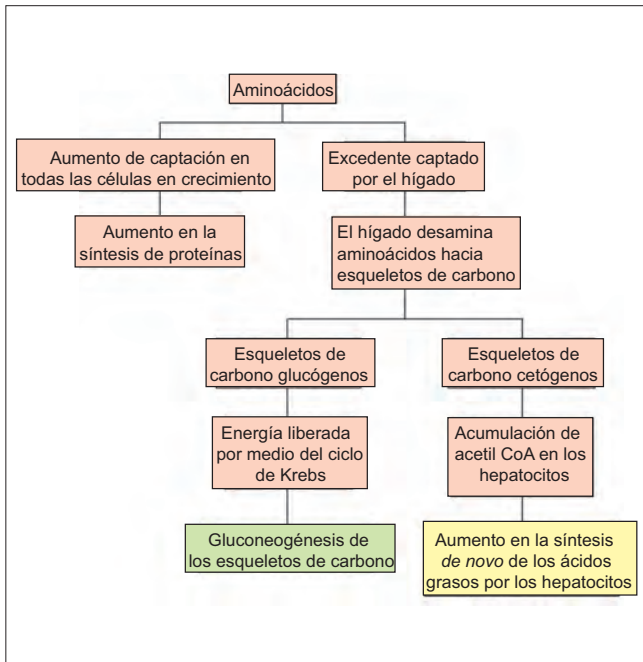 Aminoácidos
Aumento de captación en
todas las células en crecimiento
Aumento en la
síntesis de proteínas
Excedente captado
por el hígado
El hígado desamina
aminoácidos hacia
esqueletos de carbono
Esqueletos de
carbono glucógenos
Energía liberada
por medio del ciclo
de Krebs
Gluconeogénesis de
los esqueletos de carbono
Esqueletos de
carbono cetógenos
Acumulación de
acetil CoA en los
hepatocitos
Aumento en la síntesis
de novo de los ácidos
grasos por los hepatocitos